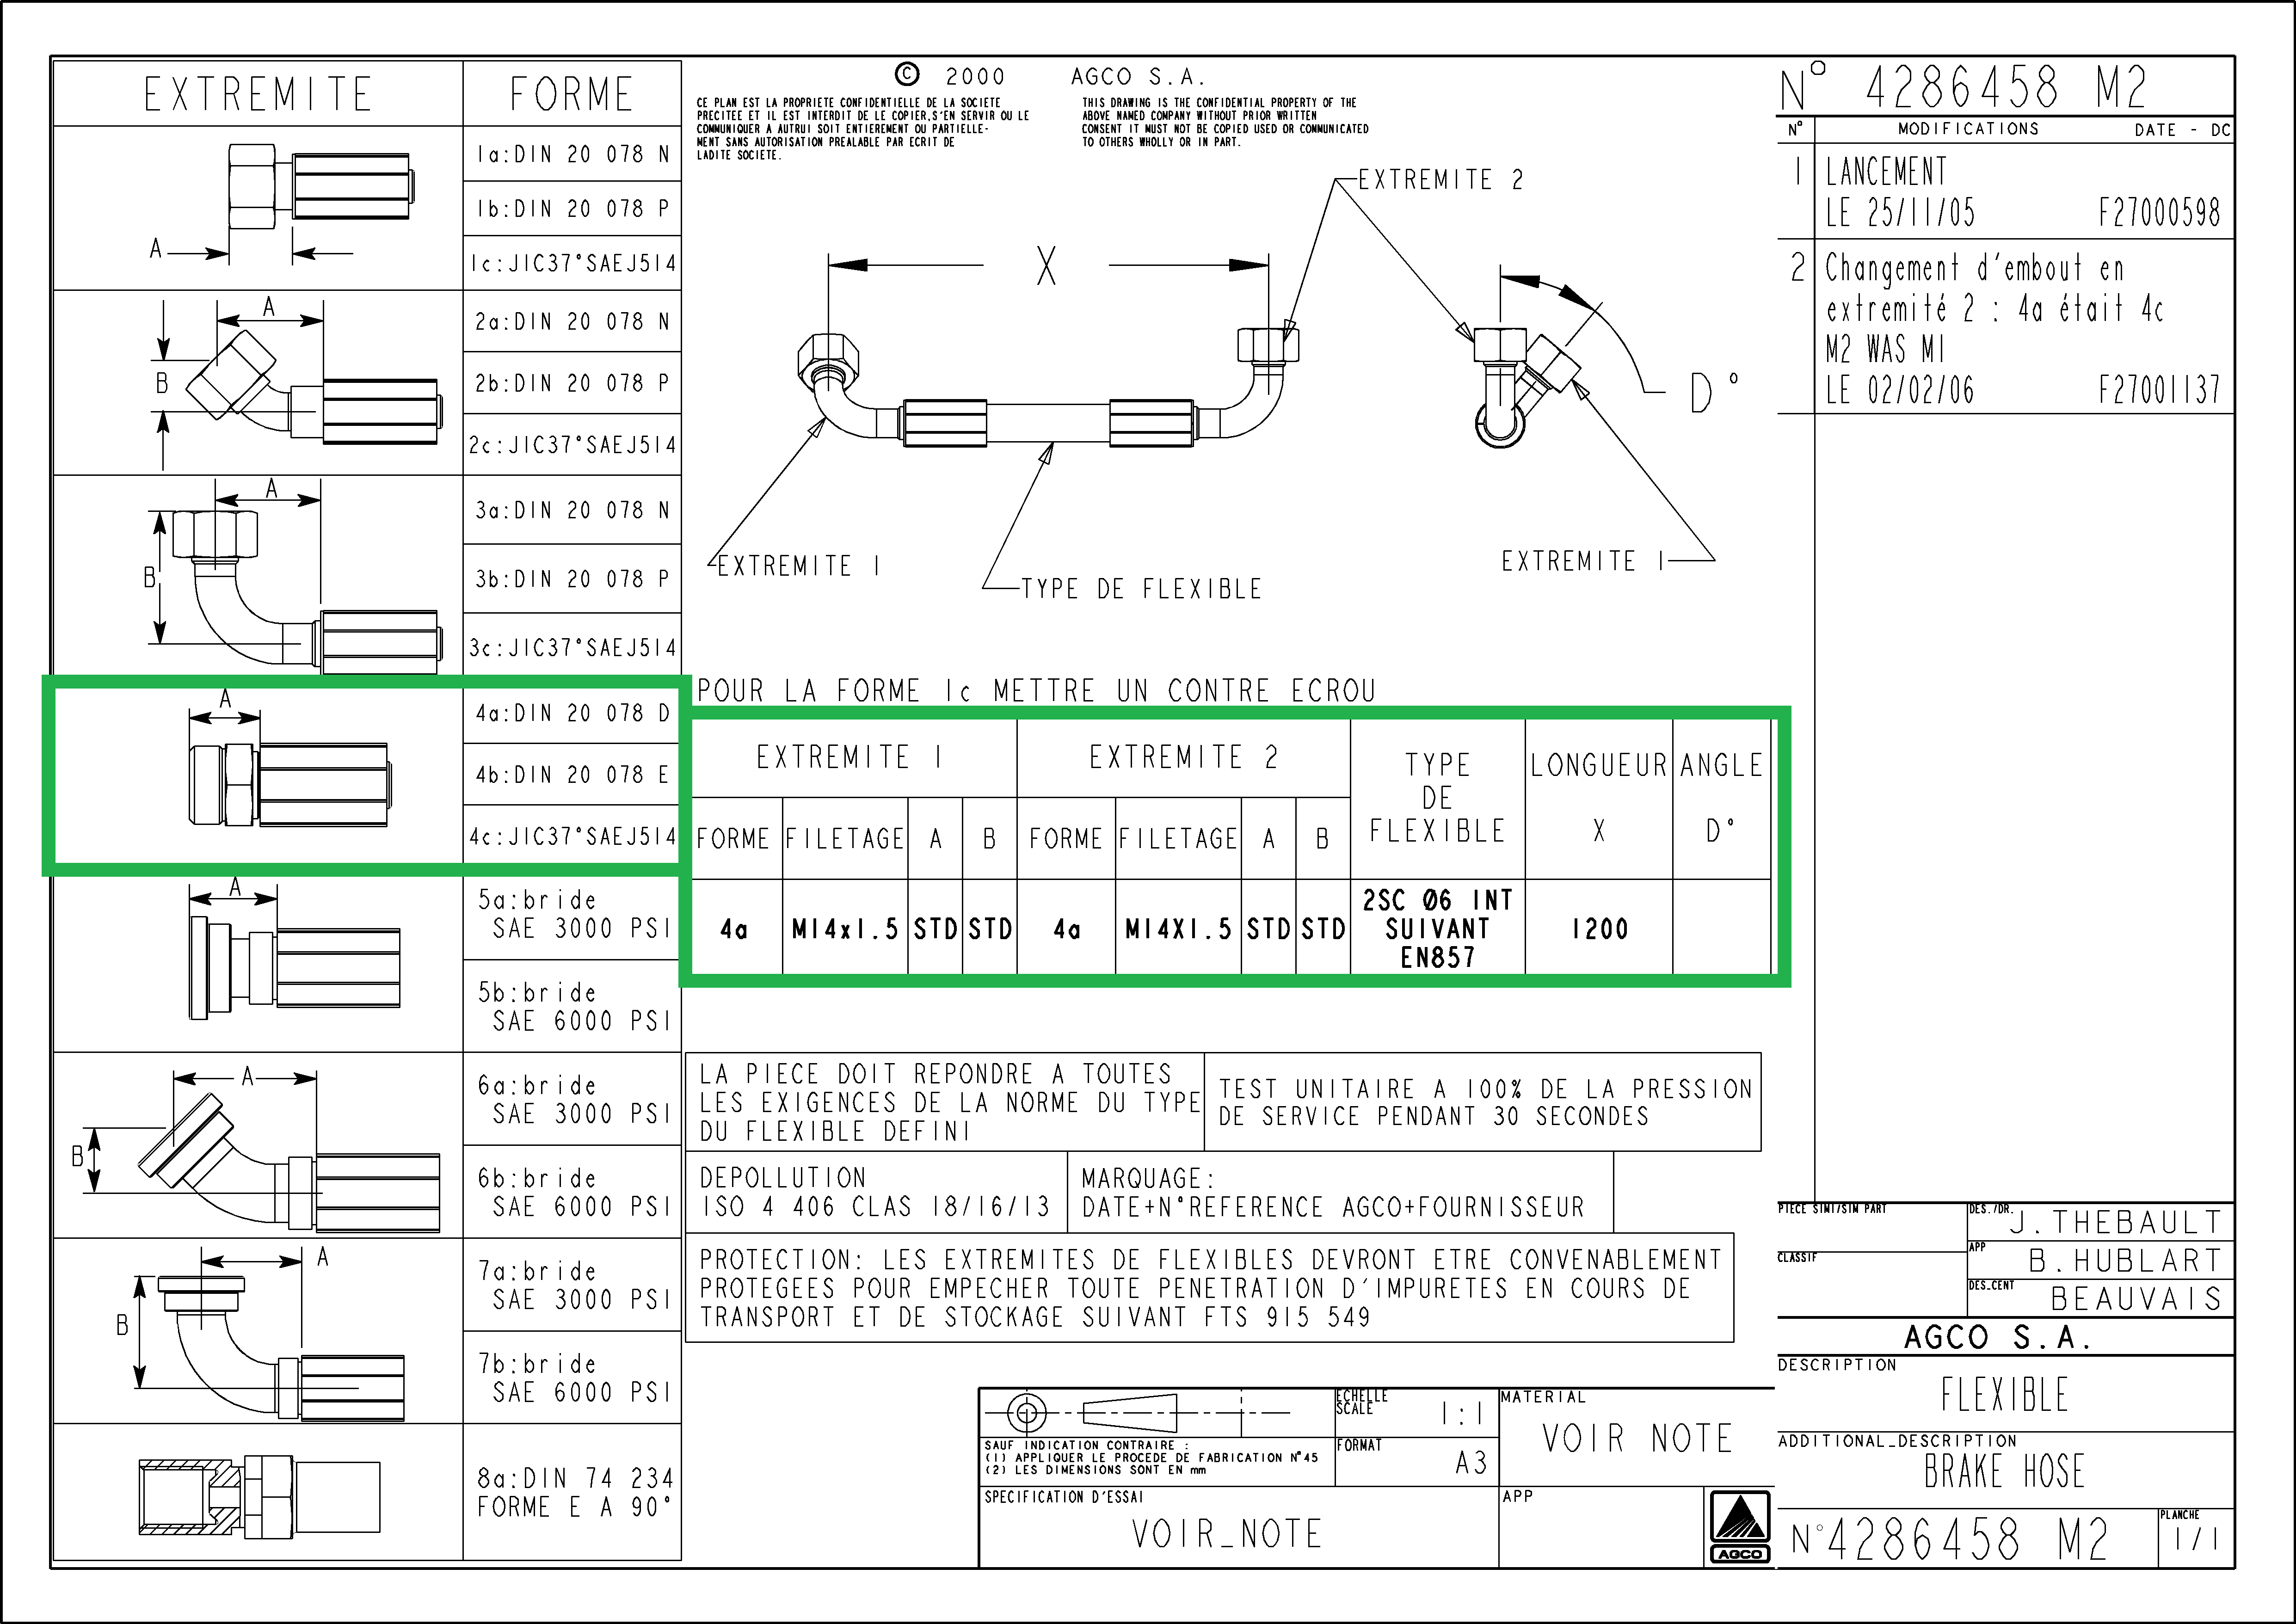 EXTREMITE
FORME
1a:DIN 20 078 N
1b:DIN 20 078 P
1c:JIC37°SAEJ514
A
2a:DIN 20 078 N
2b:DIN 20 078 P
2c:JIC37°SAEJ514
A
B
3a:DIN 20 078 N
3b:DIN 20 078 P
3c:JIC37°SAEJ514
A
B
4a:DIN 20 078 D
4b:DIN 20 078 E
4c:JIC37°SAEJ514
A
5a:bride
SAE 3000 PSI
5b:bride
SAE 6000 PSI
A
6a:bride
SAE 3000 PSI
6b:bride
SAE 6000 PSI
A
B
7a:bride
SAE 3000 PSI
7b:bride
SAE 6000 PSI
A
B
8a:DIN 74 234
FORME E A 90°
© 2000 AGCO S.A.
CE PLAN EST LA PROPRIETE CONFIDENTIELLE DE LA SOCIETE
PRECITEE ET IL EST INTERDIT DE LE COPIER,S'EN SERVIR OU LE
COMMUNIQUER A AUTRUI SOIT ENTIEREMENT OU PARTIELLE-
MENT SANS AUTORISATION PREALABLE PAR ECRIT DE
LADITE SOCIETE.
THIS DRAWING IS THE CONFIDENTIAL PROPERTY OF THE
ABOVE NAMED COMPANY WITHOUT PRIOR WRITTEN
CONSENT IT MUST NOT BE COPIED USED OR COMMUNICATED
TO OTHERS WHOLLY OR IN PART.
EXTREMITE 2
X
D°
EXTREMITE 1
TYPE DE FLEXIBLE
EXTREMITE 1
POUR LA FORME 1c METTRE UN CONTRE ECROU
EXTREMITE 1
EXTREMITE 2
TYPE
DE
FLEXIBLE
LONGUEUR
X
ANGLE
D°
FORME FILETAGE A B FORME FILETAGE A B
4a M14x1.5 STD STD 4a M14X1.5 STD STD
2SC Ø6 INT
SUIVANT
EN857
1200
LA PIECE DOIT REPONDRE A TOUTES
LES EXIGENCES DE LA NORME DU TYPE
DU FLEXIBLE DEFINI
TEST UNITAIRE A 100% DE LA PRESSION
DE SERVICE PENDANT 30 SECONDES
DEPOLLUTION
ISO 4 406 CLAS 18/16/13
MARQUAGE:
DATE+N°REFERENCE AGCO+FOURNISSEUR
PROTECTION: LES EXTREMITES DE FLEXIBLES DEVRONT ETRE CONVENABLEMENT
PROTEGEES POUR EMPECHER TOUTE PENETRATION D'IMPURETES EN COURS DE
TRANSPORT ET DE STOCKAGE SUIVANT FTS 915 549
SAUF INDICATION CONTRAIRE :
(1) APPLIQUER LE PROCEDE DE FABRICATION N°45
(2) LES DIMENSIONS SONT EN mm
ECHELLE
SCALE
1:1
FORMAT
A3
MATERIAL
VOIR NOTE
SPECIFICATION D'ESSAI
VOIR_NOTE
APP
AGCO
N° 4286458 M2
N° MODIFICATIONS DATE - DC
1 LANCEMENT
LE 25/11/05 F27000598
2 Changement d'embout en
extremité 2 : 4a était 4c
M2 WAS M1
LE 02/02/06 F27001137
PIECE SIMI/SIM PART
CLASSIF
DES./DR.
J.THEBAULT
APP
B.HUBLART
DES_CENT
BEAUVAIS
AGCO S.A.
DESCRIPTION
FLEXIBLE
ADDITIONAL_DESCRIPTION
BRAKE HOSE
N°4286458 M2
PLANCHE
1/1